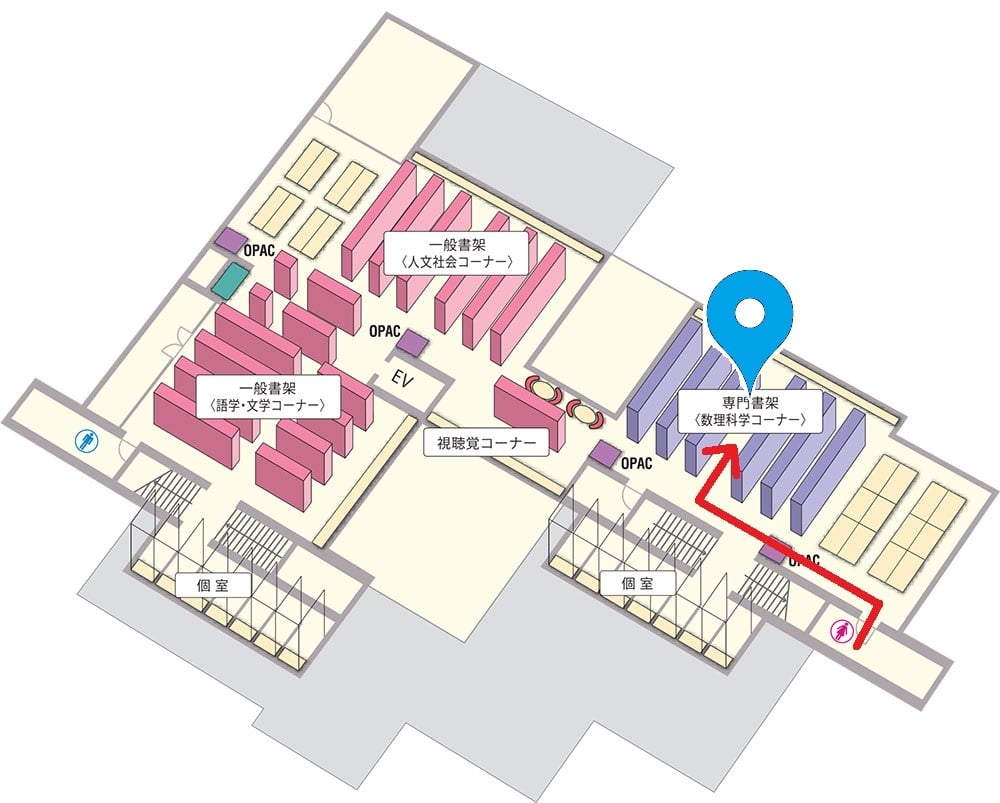 OPAC
一般書架
〈人文社会コーナー〉
OPAC
EV
一般書架
〈語学・文学コーナー〉
視聴覚コーナー
専門書架
〈数理科学コーナー〉
OPAC
OPAC
個室
個室